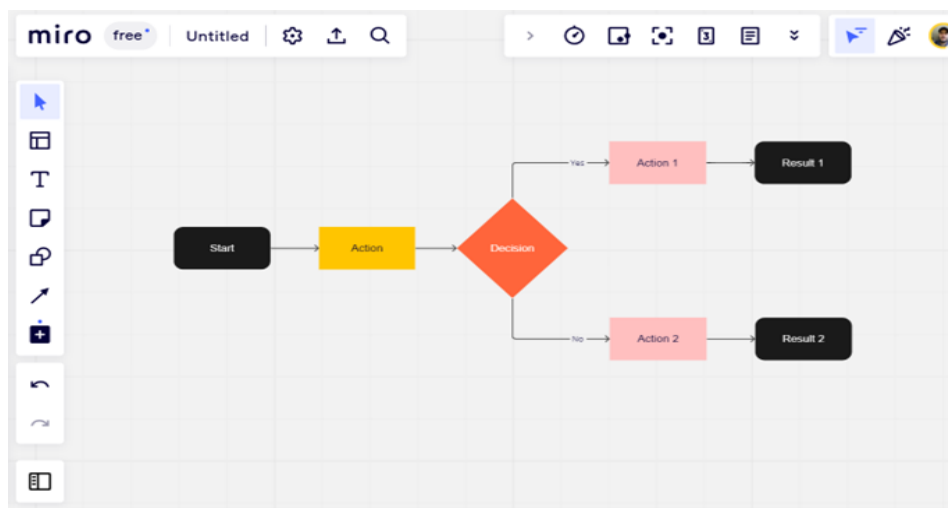 miro free Untitled
3
T
Yes
Action 1
Result 1
Start
Action
Decision
No
Action 2
Result 2